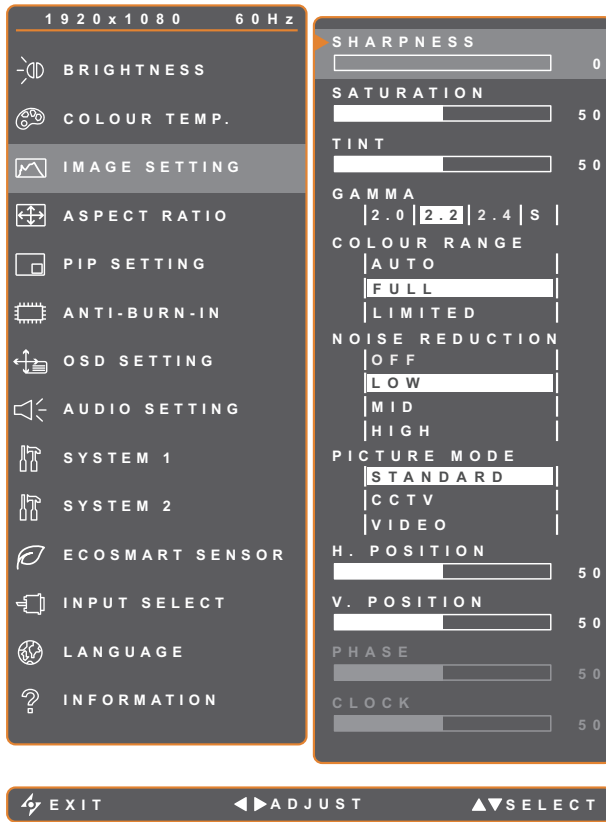 1920x1080 60Hz
BRIGHTNESS
COLOUR TEMP.
IMAGE SETTING
ASPECT RATIO
PIP SETTING
ANTI-BURN-IN
OSD SETTING
AUDIO SETTING
SYSTEM 1
SYSTEM 2
ECOSMART SENSOR
INPUT SELECT
LANGUAGE
INFORMATION
SHARPNESS
0
SATURATION
50
TINT
50
GAMMA
2.0 2.2 2.4 S
COLOUR RANGE
AUTO
FULL
LIMITED
NOISE REDUCTION
OFF
LOW
MID
HIGH
PICTURE MODE
STANDARD
CCTV
VIDEO
H. POSITION
50
V. POSITION
50
PHASE
50
CLOCK
50
EXIT ADJUST SELECT